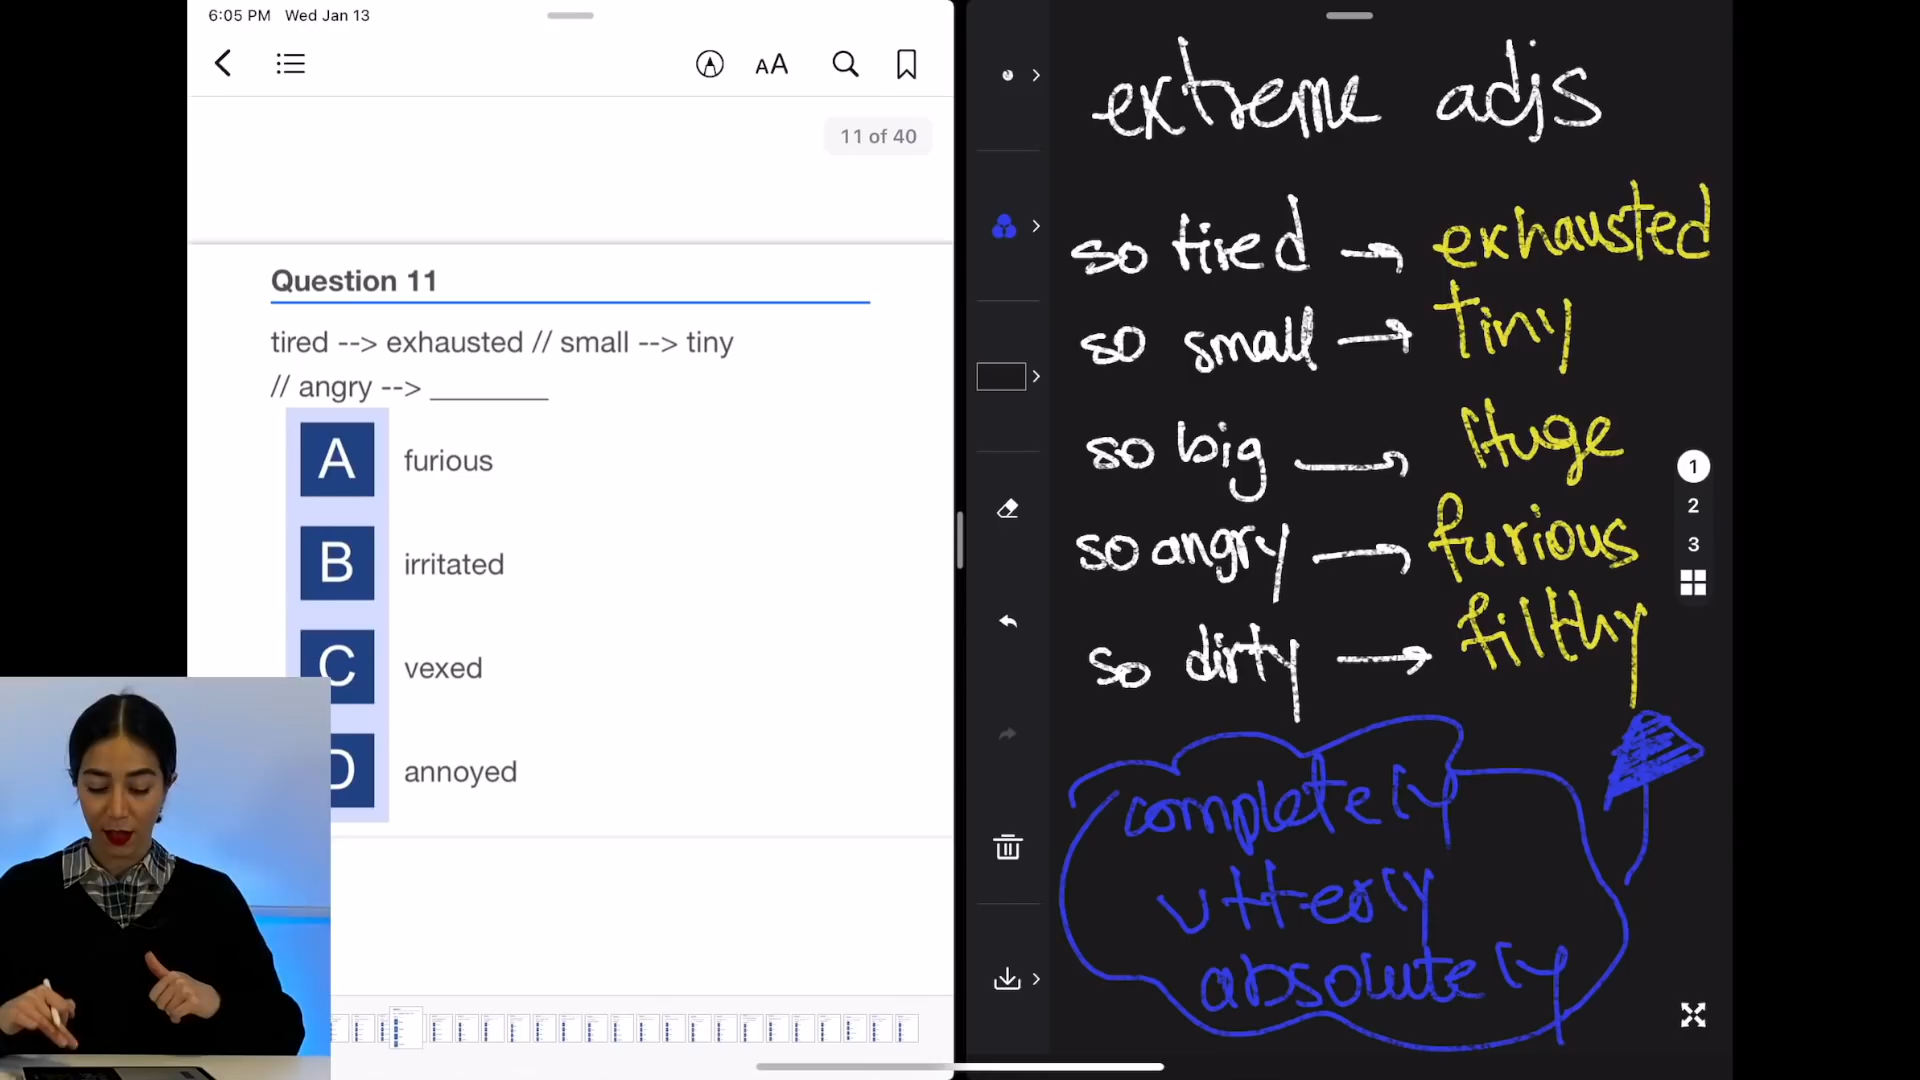 6:05 PM Wed Jan 13
AA
11 of 40
Question 11
tired --> exhausted // small --> tiny
// angry --> ________
A furious
B irritated
C vexed
D annoyed
extreme adjs
so tired → exhausted
so small → tiny
so big → Huge
so angry → furious
so dirty → filthy
completely
utterly
absolutely
1
2
3